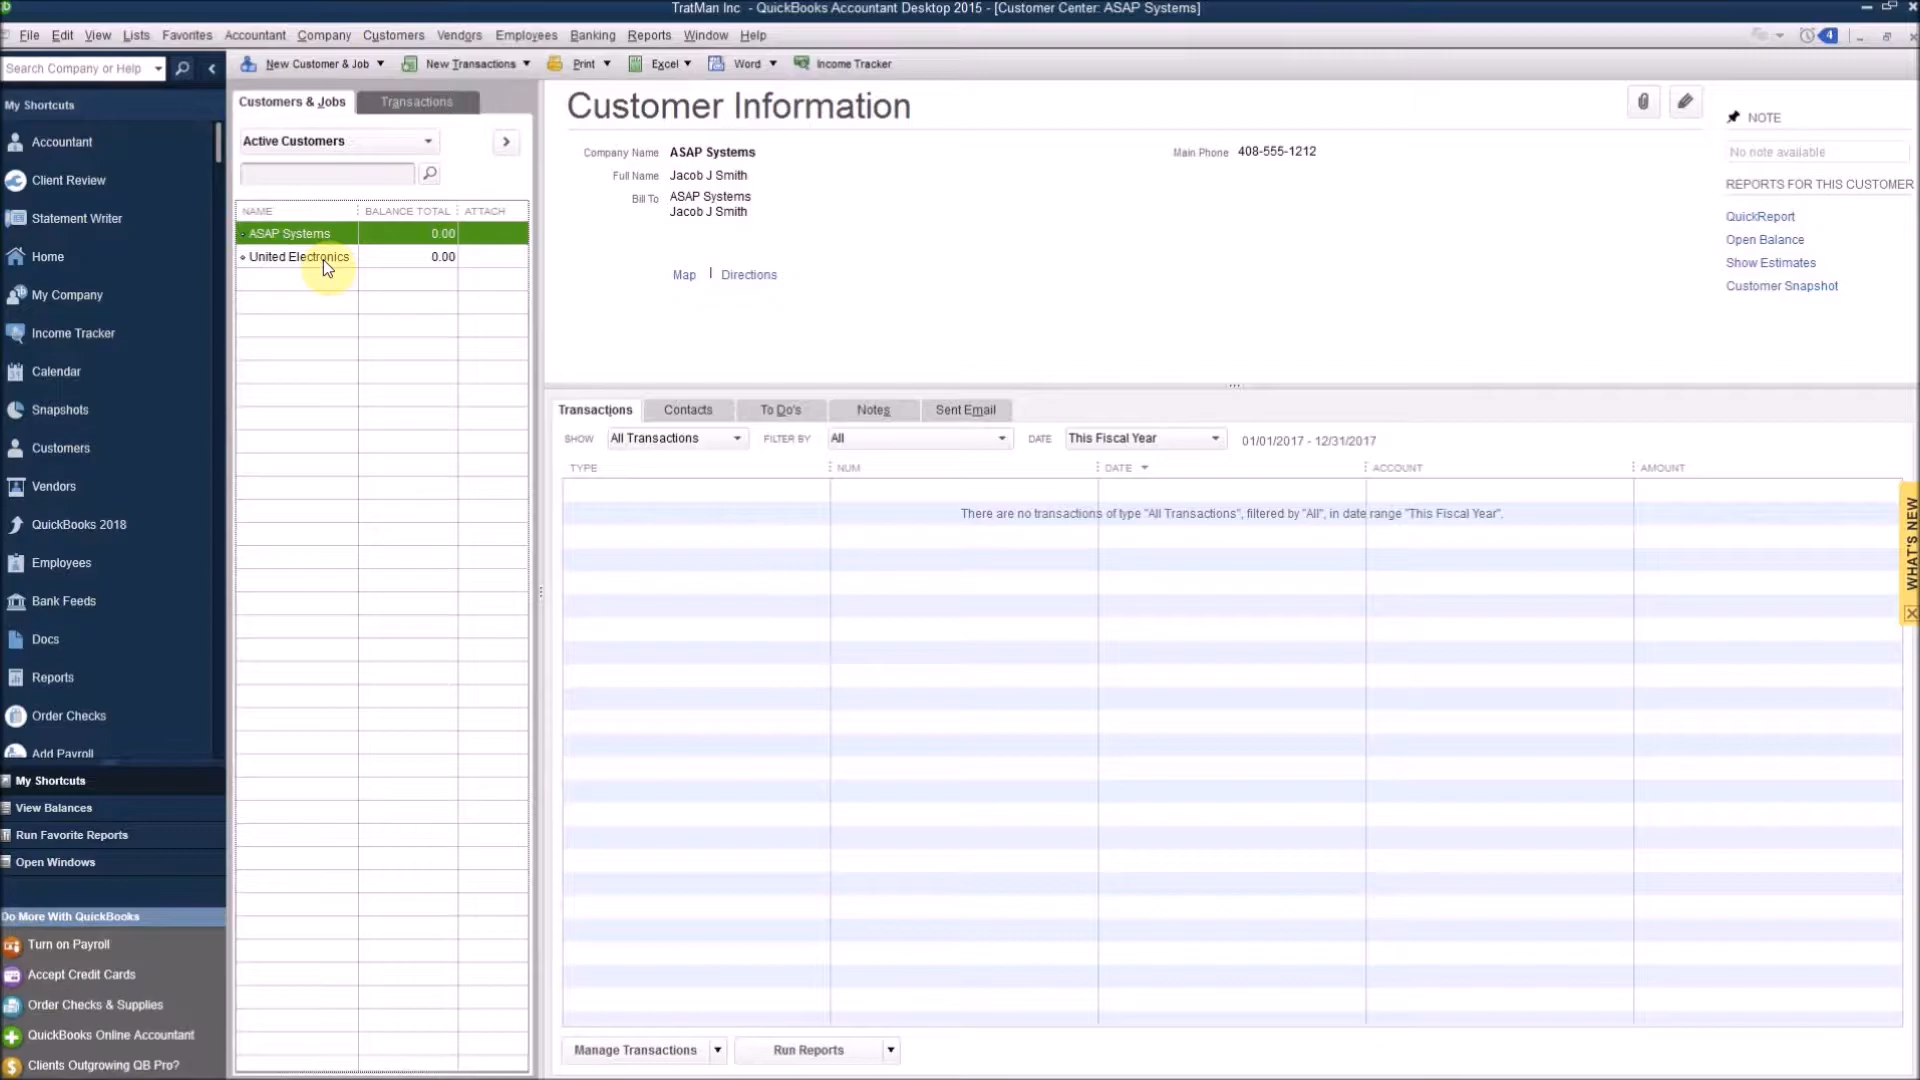 TratMan Inc - QuickBooks Accountant Desktop 2015 - [Customer Center: ASAP Systems]
File Edit View Lists Favorites Accountant Company Customers Vendors Employees Banking Reports Window Help
4
Search Company or Help
New Customer & Job New Transactions Print Excel Word Income Tracker
My Shortcuts
Accountant
Client Review
Statement Writer
Home
My Company
Income Tracker
Calendar
Snapshots
Customers
Vendors
QuickBooks 2018
Employees
Bank Feeds
Docs
Reports
Order Checks
Add Payroll
My Shortcuts
View Balances
Run Favorite Reports
Open Windows
Do More With QuickBooks
Turn on Payroll
Accept Credit Cards
Order Checks & Supplies
QuickBooks Online Accountant
Clients Outgrowing QB Pro?
Customers & Jobs Transactions
Active Customers
NAME BALANCE TOTAL ATTACH
ASAP Systems 0.00
United Electronics 0.00
Customer Information
Company Name ASAP Systems
Full Name Jacob J Smith
Bill To ASAP Systems
Jacob J Smith
Main Phone 408-555-1212
Map | Directions
NOTE
No note available
REPORTS FOR THIS CUSTOMER
QuickReport
Open Balance
Show Estimates
Customer Snapshot
Transactions Contacts To Do's Notes Sent Email
SHOW All Transactions FILTER BY All DATE This Fiscal Year 01/01/2017 - 12/31/2017
TYPE NUM DATE ACCOUNT AMOUNT
There are no transactions of type "All Transactions", filtered by "All", in date range "This Fiscal Year".
WHAT'S NEW
Manage Transactions Run Reports